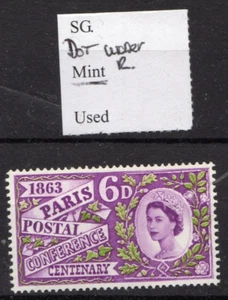 SG.
Dot under
R.
Mint
Used
1863
6D
PARIS
POSTAL
CONFERENCE
CENTENARY